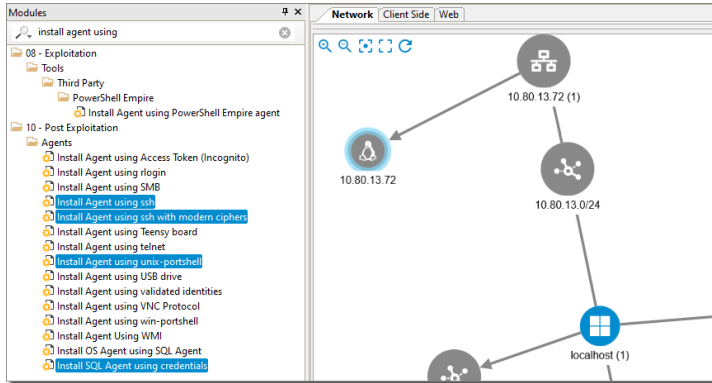 Modules
install agent using
08 - Exploitation
Tools
Third Party
PowerShell Empire
Install Agent using PowerShell Empire agent
10 - Post Exploitation
Agents
Install Agent using Access Token (Incognito)
Install Agent using rlogin
Install Agent using SMB
Install Agent using ssh
Install Agent using ssh with modern ciphers
Install Agent using Teensy board
Install Agent using telnet
Install Agent using unix-portshell
Install Agent using USB drive
Install Agent using validated identities
Install Agent using VNC Protocol
Install Agent using win-portshell
Install Agent Using WMI
Install OS Agent using SQL Agent
Install SQL Agent using credentials
Network Client Side Web
10.80.13.72 (1)
10.80.13.72
10.80.13.0/24
localhost (1)